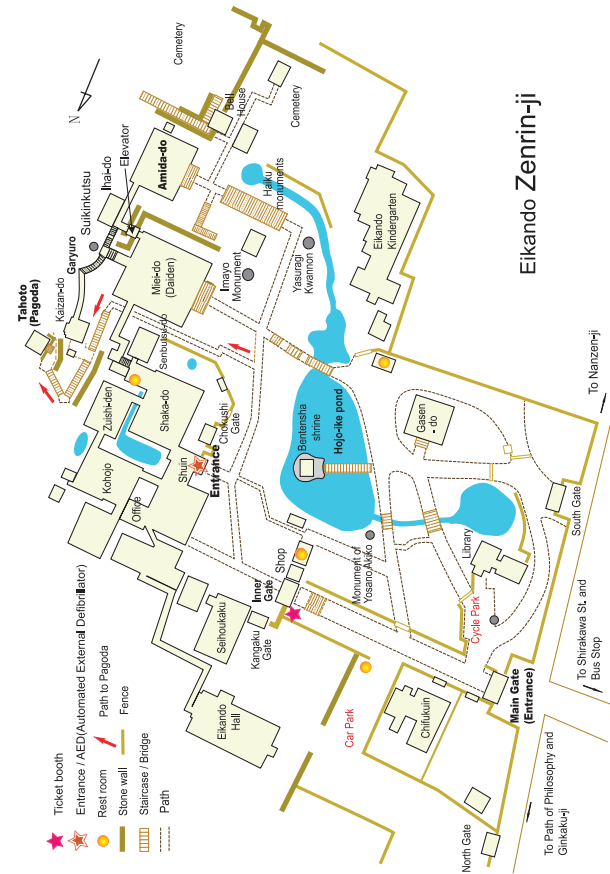 Eikando Zenrin-ji
N
Cemetery
Bell
House
Cemetery
Amida-do
Elevator
Ihai-do
Suikinkutsu
Garyuro
Kaizan-do
Tahoto
(Pagoda)
Miei-do
(Daiden)
Senbutsu-do
Haiku monuments
Imayo
Monument
Yasuragi
Kwannon
Eikando
Kindergarten
Zuishi-den
Shaka-do
Chokushi
Gate
Kohojo
Office
Shuin
Entrance
Bentensha
shrine
Hojo-ike pond
Gasen
- do
To Nanzen-ji
South Gate
Library
Monument of
Yosano Akiko
Shop
Inner
Gate
Kangaku
Gate
Seihoukaku
Eikando
Hall
Cycle Park
Car Park
Chifukuin
Main Gate
(Entrance)
To Shirakawa St. and
Bus Stop
North Gate
To Path of Philosophy and
Ginkaku-ji
Ticket booth
Entrance / AED(Automated External Defibrillator)
Rest room
Path to Pagoda
Stone wall
Fence
Staircase / Bridge
Path